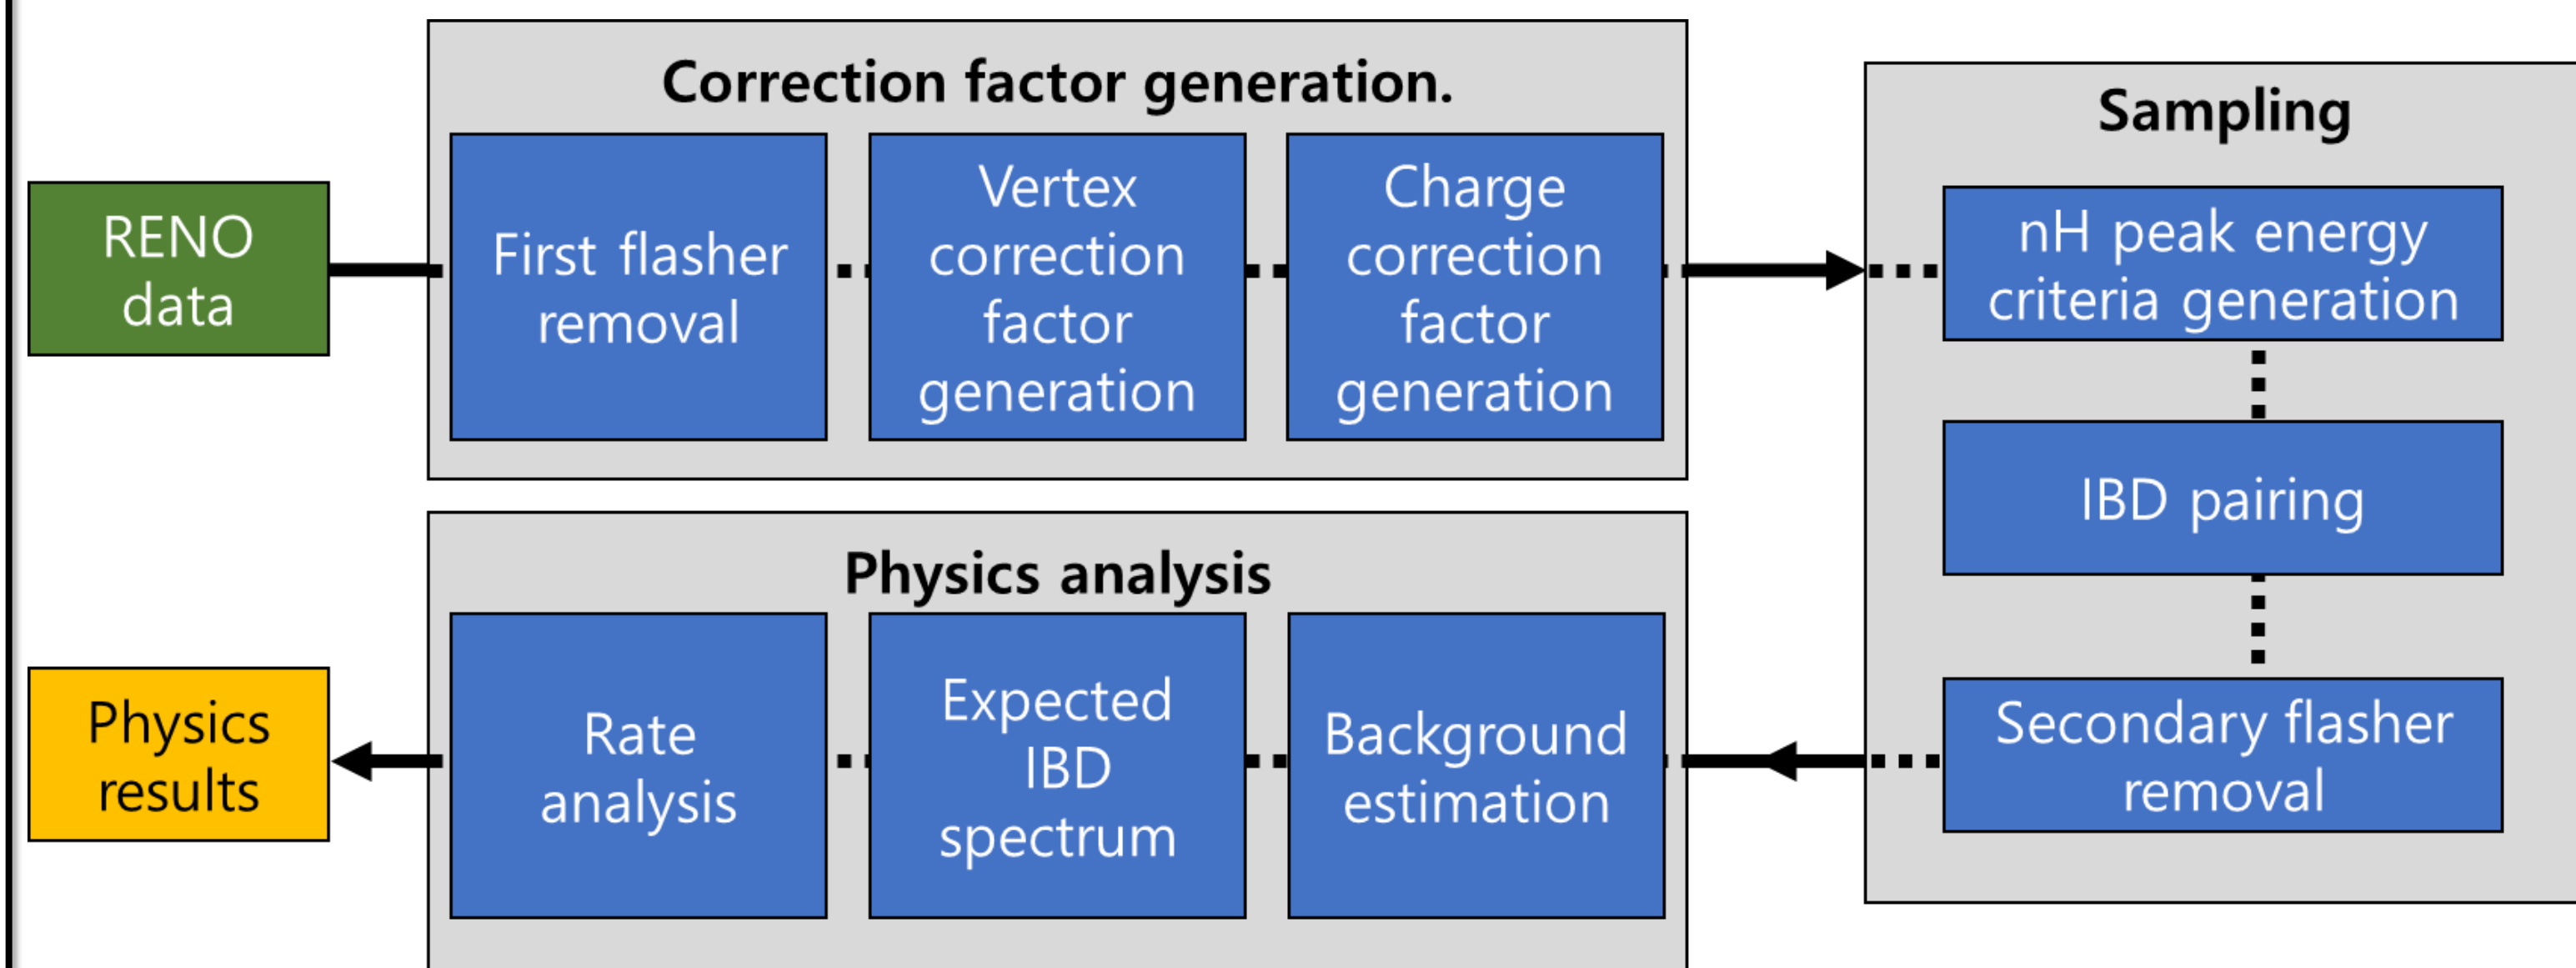 Correction factor generation.
RENO
data
First flasher
removal
Vertex
correction
factor
generation
Charge
correction
factor
generation
Sampling
nH peak energy
criteria generation
IBD pairing
Secondary flasher
removal
Physics analysis
Background
estimation
Expected
IBD
spectrum
Rate
analysis
Physics
results